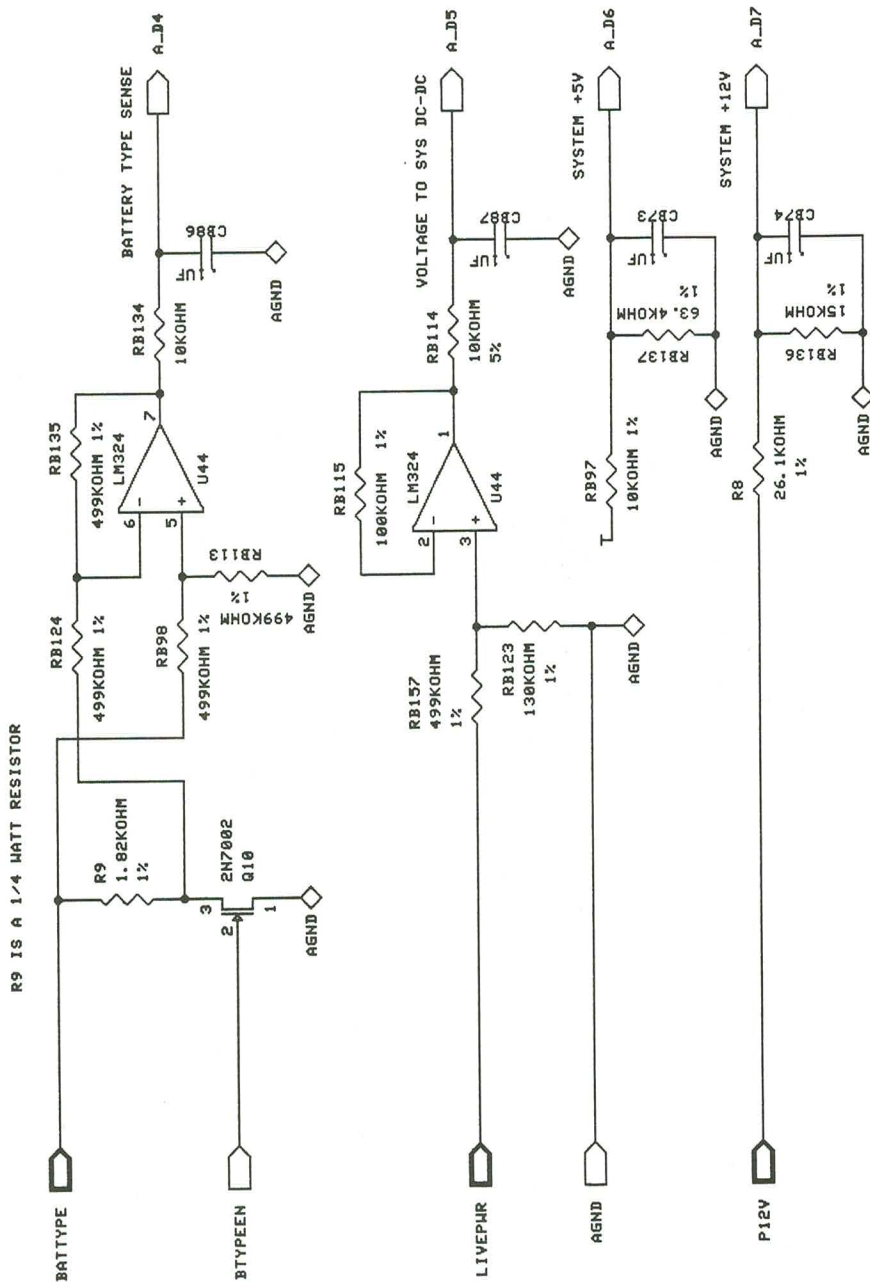 R9 IS A 1/4 WATT RESISTOR
BATTYPE
R9
1.82KOHM
1%
3
2
1
2N7002
Q10
AGND
BTYPEEN
RB124
499KOHM 1%
RB98
499KOHM 1%
RB113
1%
499KOHM
AGND
RB135
499KOHM 1%
LM324
6
-
5
+
7
U44
RB134
10KOHM
BATTERY TYPE SENSE
CB86
1UF
AGND
A_D4
LIVEPWR
RB157
499KOHM
1%
RB123
130KOHM
1%
AGND
AGND
RB115
100KOHM 1%
LM324
2
-
3
+
1
U44
RB114
10KOHM
5%
VOLTAGE TO SYS DC-DC
CB87
1UF
AGND
A_D5
RB97
10KOHM 1%
RB137
63.4KOHM
1%
AGND
CB73
1UF
SYSTEM +5V
A_D6
P12V
R8
26.1KOHM
1%
RB136
15KOHM
1%
AGND
CB74
1UF
SYSTEM +12V
A_D7